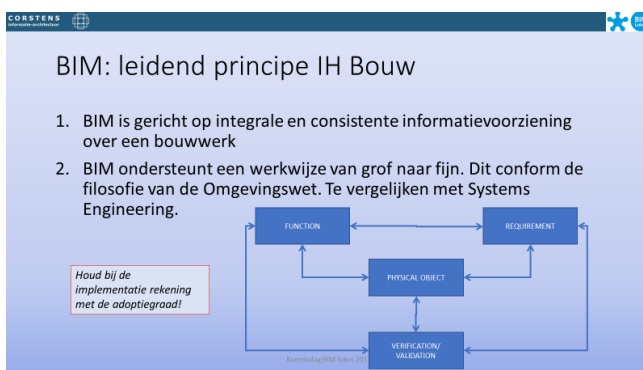 CORSTENS
informatie-architectuur
BIM: leidend principe IH Bouw
1. BIM is gericht op integrale en consistente informatievoorziening
over een bouwwerk
2. BIM ondersteunt een werkwijze van grof naar fijn. Dit conform de
filosofie van de Omgevingswet. Te vergelijken met Systems
Engineering.
FUNCTION
REQUIREMENT
Houd bij de
implementatie rekening
met de adoptiegraad!
PHYSICAL OBJECT
VERIFICATION/
VALIDATION
Kennisdag BIM loket 201